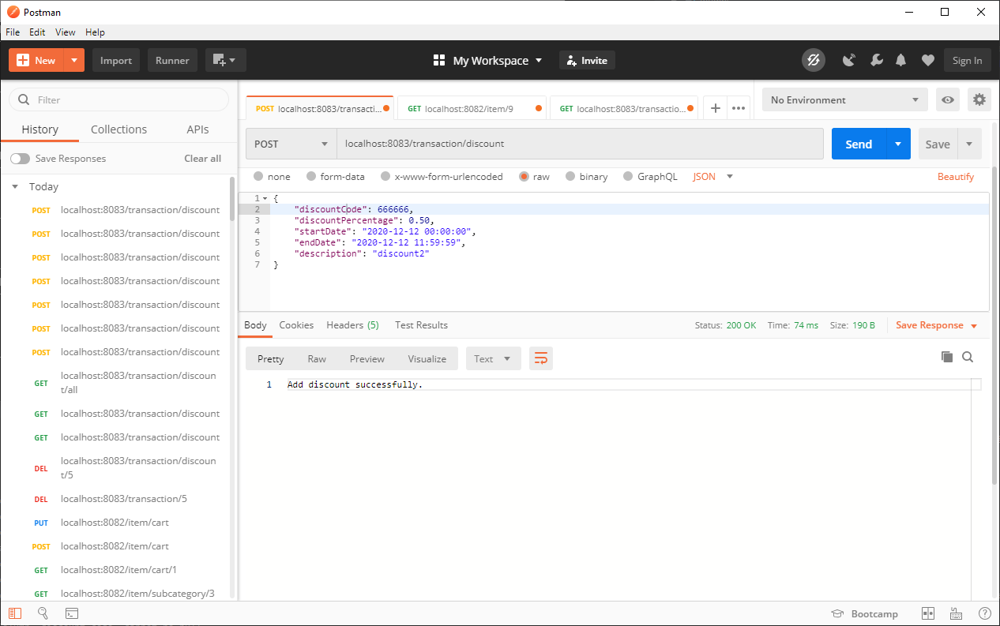 Postman
File Edit View Help
New Import Runner My Workspace Invite Sign In
Filter
History Collections APIs
Save Responses Clear all
Today
POST localhost:8083/transaction/discount
POST localhost:8083/transaction/discount
POST localhost:8083/transaction/discount
POST localhost:8083/transaction/discount
POST localhost:8083/transaction/discount
POST localhost:8083/transaction/discount
POST localhost:8083/transaction/discount
GET localhost:8083/transaction/discoun
t/all
GET localhost:8083/transaction/discount
GET localhost:8083/transaction/discount
DEL localhost:8083/transaction/discoun
t/5
DEL localhost:8083/transaction/5
PUT localhost:8082/item/cart
POST localhost:8082/item/cart
GET localhost:8082/item/cart/1
GET localhost:8082/item/subcategory/3
POST localhost:8083/transacti... GET localhost:8082/item/9 GET localhost:8083/transactio... + ••• No Environment
POST localhost:8083/transaction/discount Send Save
none form-data x-www-form-urlencoded raw binary GraphQL JSON Beautify
1 {
2 "discountCode": 666666,
3 "discountPercentage": 0.50,
4 "startDate": "2020-12-12 00:00:00",
5 "endDate": "2020-12-12 11:59:59",
6 "description": "discount2"
7 }
Body Cookies Headers (5) Test Results Status: 200 OK Time: 74 ms Size: 190 B Save Response
Pretty Raw Preview Visualize Text
1 Add discount successfully.
Bootcamp ?